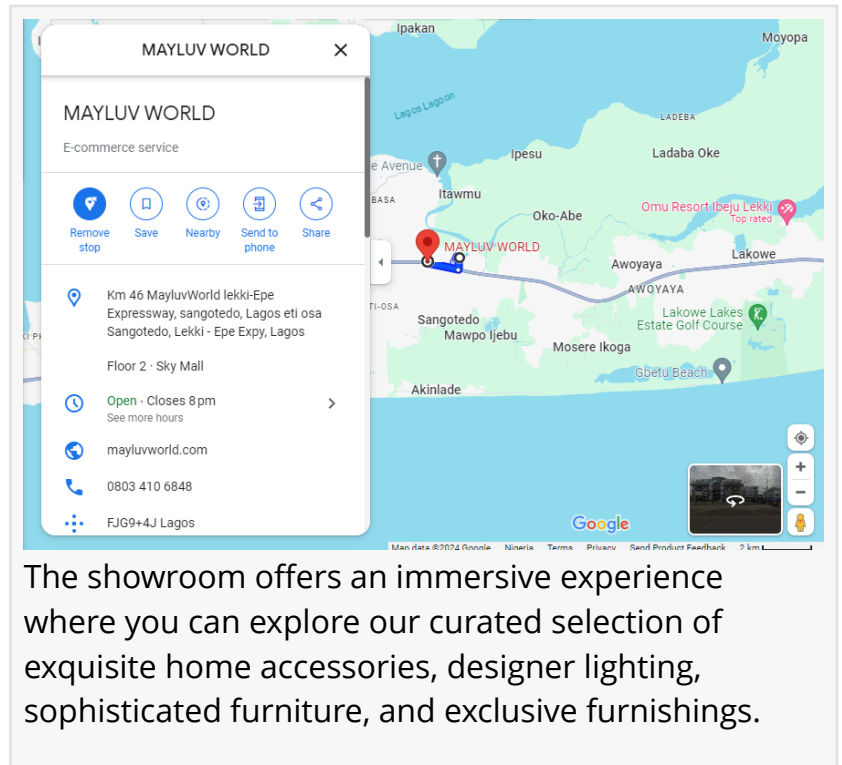 MAYLUV WORLD
MAYLUV WORLD
E-commerce service
Remove stop
Save
Nearby
Send to phone
Share
Km 46 MayluvWorld lekki-Epe
Expressway, sangotedo, Lagos eti osa
Sangotedo, Lekki - Epe Expy, Lagos
Floor 2 · Sky Mall
Open · Closes 8 pm
See more hours
mayluvworld.com
0803 410 6848
FJG9+4J Lagos
Ipakan
Moyopa
Lagos Lagoon
LADEBA
Ipesu
Ladaba Oke
e Avenue
BASA
Itawmu
Oko-Abe
Omu Resort Ibeju Lekki
Top rated
MAYLUV WORLD
Awoyaya
Lakowe
AWOYAYA
TI-OSA
Sangotedo
Mawpo Ijebu
Lakowe Lakes
Estate Golf Course
Mosere Ikoga
Gbetu Beach
Akinlade
Google
Map data ©2024 Google Nigeria Terms Privacy Send Product Feedback 2 km
The showroom offers an immersive experience
where you can explore our curated selection of
exquisite home accessories, designer lighting,
sophisticated furniture, and exclusive furnishings.